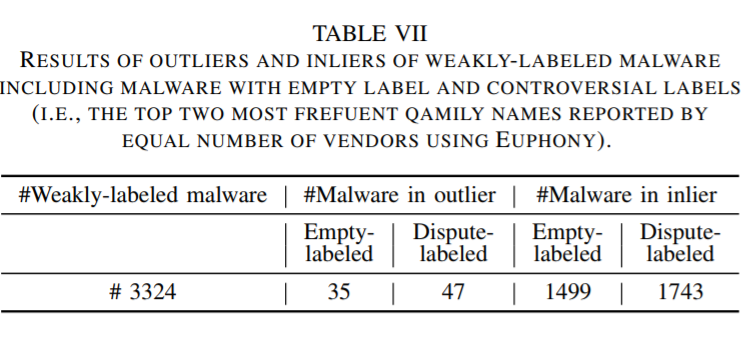 TABLE VII
RESULTS OF OUTLIERS AND INLIERS OF WEAKLY-LABELED MALWARE
INCLUDING MALWARE WITH EMPTY LABEL AND CONTROVERSIAL LABELS
(I.E., THE TOP TWO MOST FREFUENT QAMILY NAMES REPORTED BY
EQUAL NUMBER OF VENDORS USING EUPHONY).
#Weakly-labeled malware | #Malware in outlier | #Malware in inlier
| Empty- | Dispute- | Empty- | Dispute-
| labeled | labeled | labeled | labeled
# 3324 | 35 | 47 | 1499 | 1743